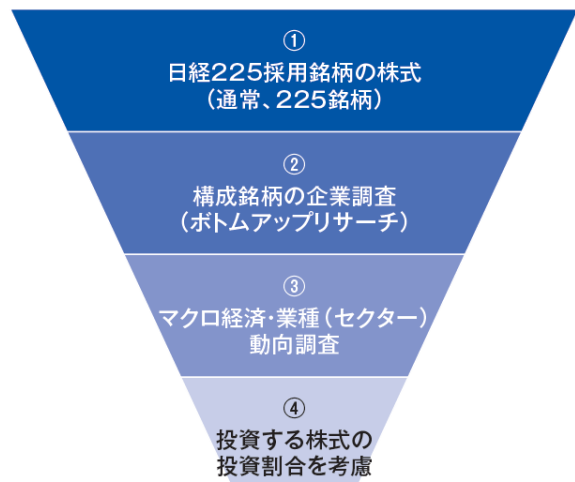 ①
日経225採用銘柄の株式
(通常、225銘柄)
②
構成銘柄の企業調査
(ボトムアップリサーチ)
③
マクロ経済・業種(セクター)
動向調査
④
投資する株式の
投資割合を考慮